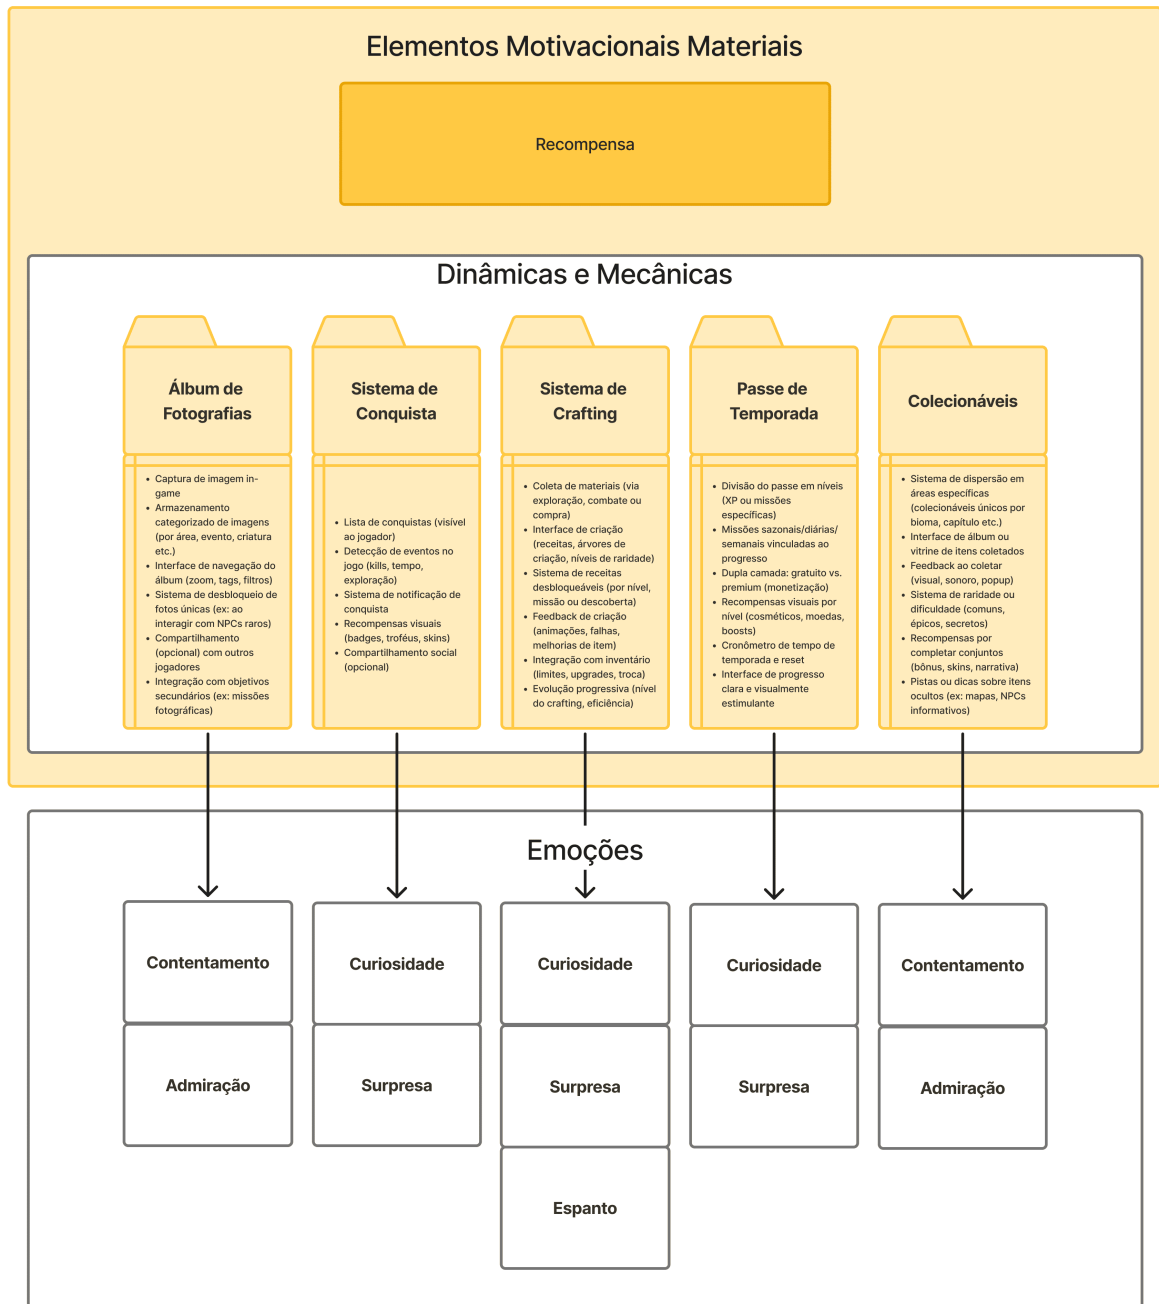 Elementos Motivacionais Materiais
Recompensa
Dinâmicas e Mecânicas
Álbum de
Fotografias
• Captura de imagem in-
game
• Armazenamento
categorizado de imagens
(por área, evento, criatura
etc.)
• Interface de navegação do
álbum (zoom, tags, filtros)
• Sistema de desbloqueio de
fotos únicas (ex: ao
interagir com NPCs raros)
• Compartilhamento
(opcional) com outros
jogadores
• Integração com objetivos
secundários (ex: missões
fotográficas)
Sistema de
Conquista
• Lista de conquistas (visível
ao jogador)
• Detecção de eventos no
jogo (kills, tempo,
exploração)
• Sistema de notificação de
conquista
• Recompensas visuais
(badges, troféus, skins)
• Compartilhamento social
(opcional)
Sistema de
Crafting
• Coleta de materiais (via
exploração, combate ou
compra)
• Interface de criação
(receitas, árvores de
criação, níveis de raridade)
• Sistema de receitas
desbloqueáveis (por nível,
missão ou descoberta)
• Feedback de criação
(animações, falhas,
melhorias de item)
• Integração com inventário
(limites, upgrades, troca)
• Evolução progressiva (nível
do crafting, eficiência)
Passe de
Temporada
• Divisão do passe em níveis
(XP ou missões
específicas)
• Missões sazonais/diárias/
semanais vinculadas ao
progresso
• Dupla camada: gratuito vs.
premium (monetização)
• Recompensas visuais por
nível (cosméticos, moedas,
boosts)
• Cronômetro de tempo de
temporada e reset
• Interface de progresso
clara e visualmente
estimulante
Colecionáveis
• Sistema de dispersão em
áreas específicas
(colecionáveis únicos por
bioma, capítulo etc.)
• Interface de álbum ou
vitrine de itens coletados
• Feedback ao coletar
(visual, sonoro, popup)
• Sistema de raridade ou
dificuldade (comuns,
épicos, secretos)
• Recompensas por
completar conjuntos
(bônus, skins, narrativa)
• Pistas ou dicas sobre itens
ocultos (ex: mapas, NPCs
informativos)
Emoções
Contentamento
Admiração
Curiosidade
Surpresa
Curiosidade
Surpresa
Espanto
Curiosidade
Surpresa
Contentamento
Admiração